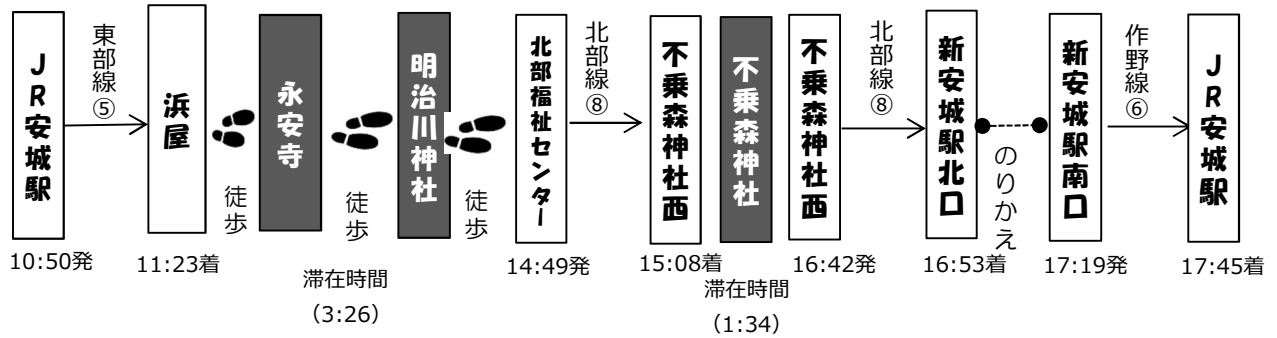 JR安城駅
10:50発
東部線⑤
浜屋
11:23着
徒歩
永安寺
徒歩
滞在時間
（3:26）
明治川神社
徒歩
北部福祉センター
14:49発
北部線⑧
不乗森神社西
15:08着
不乗森神社
滞在時間
（1:34）
不乗森神社西
16:42発
北部線⑧
新安城駅北口
16:53着
のりかえ
新安城駅南口
17:19発
作野線⑥
JR安城駅
17:45着